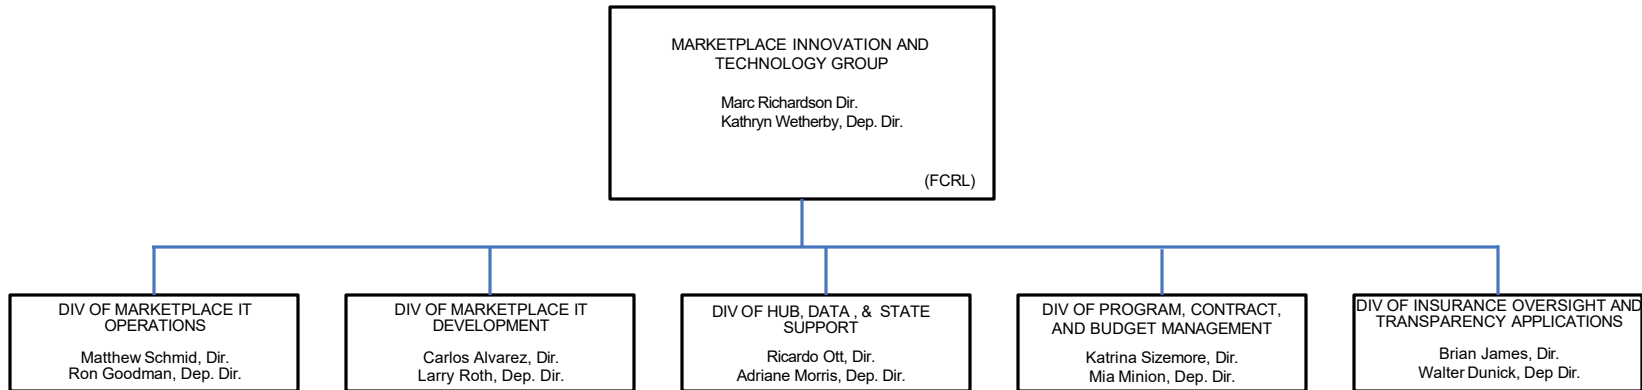 MARKETPLACE INNOVATION AND
TECHNOLOGY GROUP
Marc Richardson Dir.
Kathryn Wetherby, Dep. Dir.
(FCRL)
DIV OF MARKETPLACE IT
OPERATIONS
Matthew Schmid, Dir.
Ron Goodman, Dep. Dir.
DIV OF MARKETPLACE IT
DEVELOPMENT
Carlos Alvarez, Dir.
Larry Roth, Dep. Dir.
DIV OF HUB, DATA , & STATE
SUPPORT
Ricardo Ott, Dir.
Adriane Morris, Dep. Dir.
DIV OF PROGRAM, CONTRACT,
AND BUDGET MANAGEMENT
Katrina Sizemore, Dir.
Mia Minion, Dep. Dir.
DIV OF INSURANCE OVERSIGHT AND
TRANSPARENCY APPLICATIONS
Brian James, Dir.
Walter Dunick, Dep Dir.